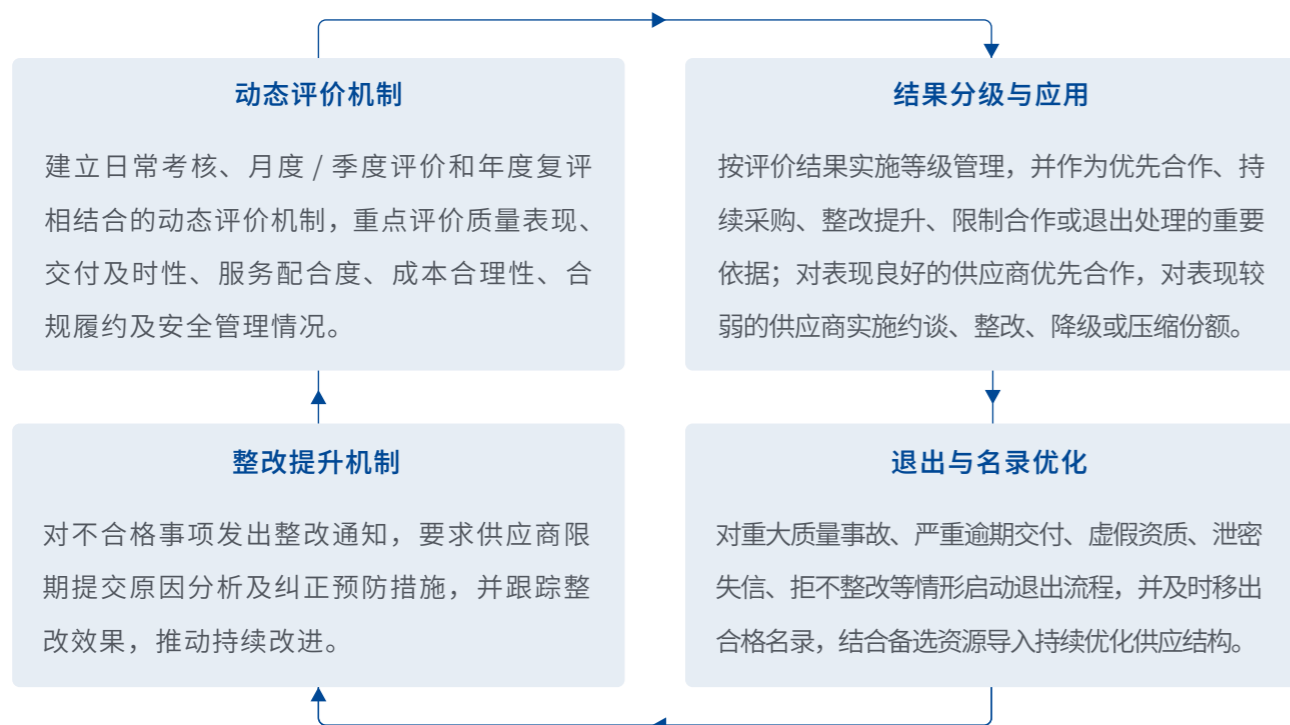 动态评价机制
建立日常考核、月度 / 季度评价和年度复评
相结合的动态评价机制，重点评价质量表现、
交付及时性、服务配合度、成本合理性、合
规履约及安全管理情况。
结果分级与应用
按评价结果实施等级管理，并作为优先合作、持
续采购、整改提升、限制合作或退出处理的重要
依据；对表现良好的供应商优先合作，对表现较
弱的供应商实施约谈、整改、降级或压缩份额。
整改提升机制
对不合格事项发出整改通知，要求供应商限
期提交原因分析及纠正预防措施，并跟踪整
改效果，推动持续改进。
退出与名录优化
对重大质量事故、严重逾期交付、虚假资质、泄密
失信、拒不整改等情形启动退出流程，并及时移出
合格名录，结合备选资源导入持续优化供应结构。